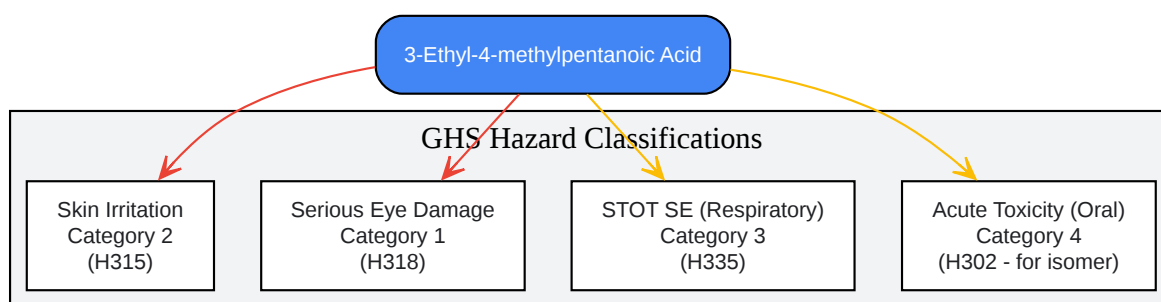 3-Ethyl-4-methylpentanoic Acid
GHS Hazard Classifications
Skin Irritation
Category 2
(H315)
Serious Eye Damage
Category 1
(H318)
STOT SE (Respiratory)
Category 3
(H335)
Acute Toxicity (Oral)
Category 4
(H302 - for isomer)